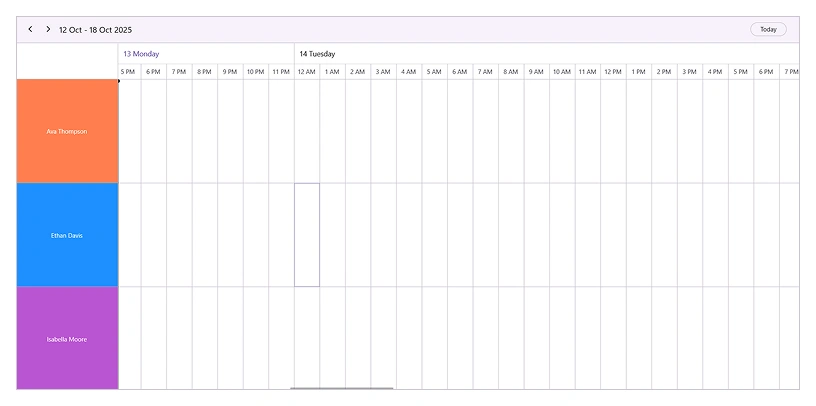 12 Oct - 18 Oct 2025
Today
13 Monday
14 Tuesday
5 PM 6 PM 7 PM 8 PM 9 PM 10 PM 11 PM 12 AM 1 AM 2 AM 3 AM 4 AM 5 AM 6 AM 7 AM 8 AM 9 AM 10 AM 11 AM 12 PM 1 PM 2 PM 3 PM 4 PM 5 PM 6 PM 7 PM
Ava Thompson
Ethan Davis
Isabella Moore